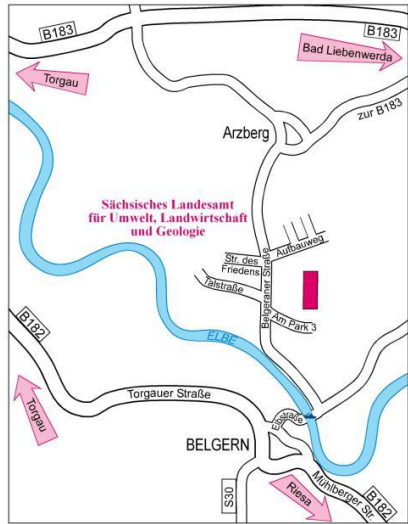 B183
B183
Bad Liebenwerda
Torgau
zur B183
Arzberg
Sächsisches Landesamt
für Umwelt, Landwirtschaft
und Geologie
Aufbauweg
Str. des
Friedens
Belgeraner Straße
Talstraße
Am Park 3
B182
ELBE
Torgau
Torgauer Straße
Elbstraße
BELGERN
Mühlberger Str.
S30
Riesa
B182